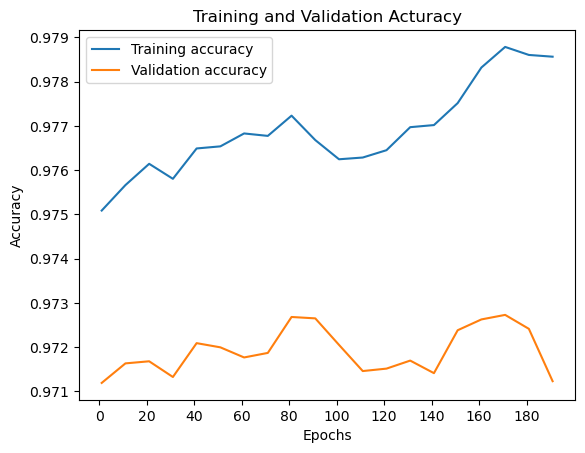 Training and Validation Acturacy
Training accuracy
Validation accuracy
0.979
0.978
0.977
0.976
0.975
0.974
0.973
0.972
0.971
Accuracy
0 20 40 60 80 100 120 140 160 180
Epochs